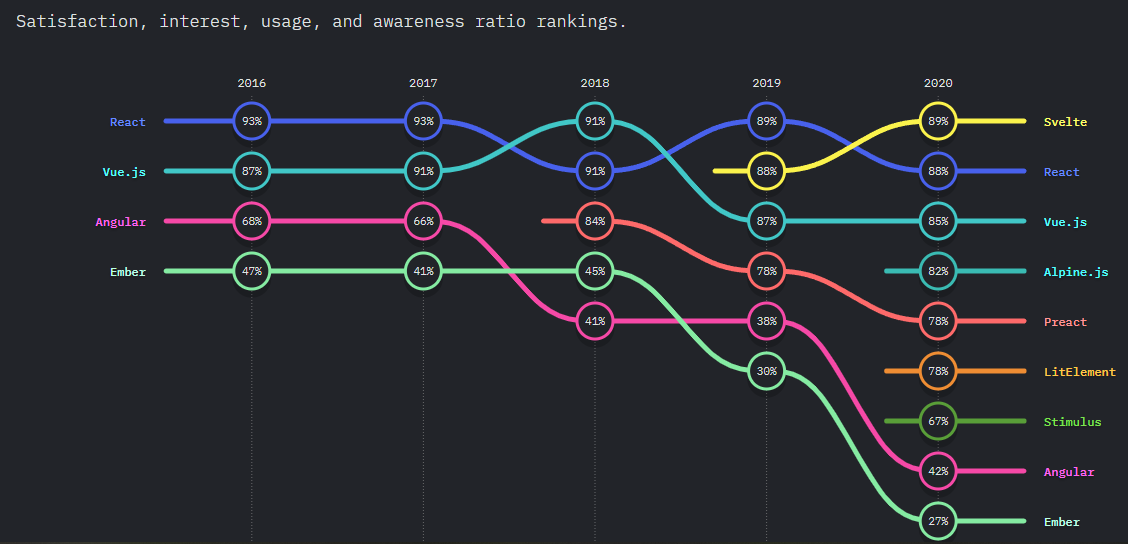 Satisfaction, interest, usage, and awareness ratio rankings.
2016 2017 2018 2019 2020
React 93% 93% 91% 89% 89% Svelte
Vue.js 87% 91% 91% 88% 88% React
Angular 68% 66% 84% 87% 85% Vue.js
Ember 47% 41% 45% 78% 82% Alpine.js
41% 38% 78% Preact
30% 78% LitElement
67% Stimulus
42% Angular
27% Ember